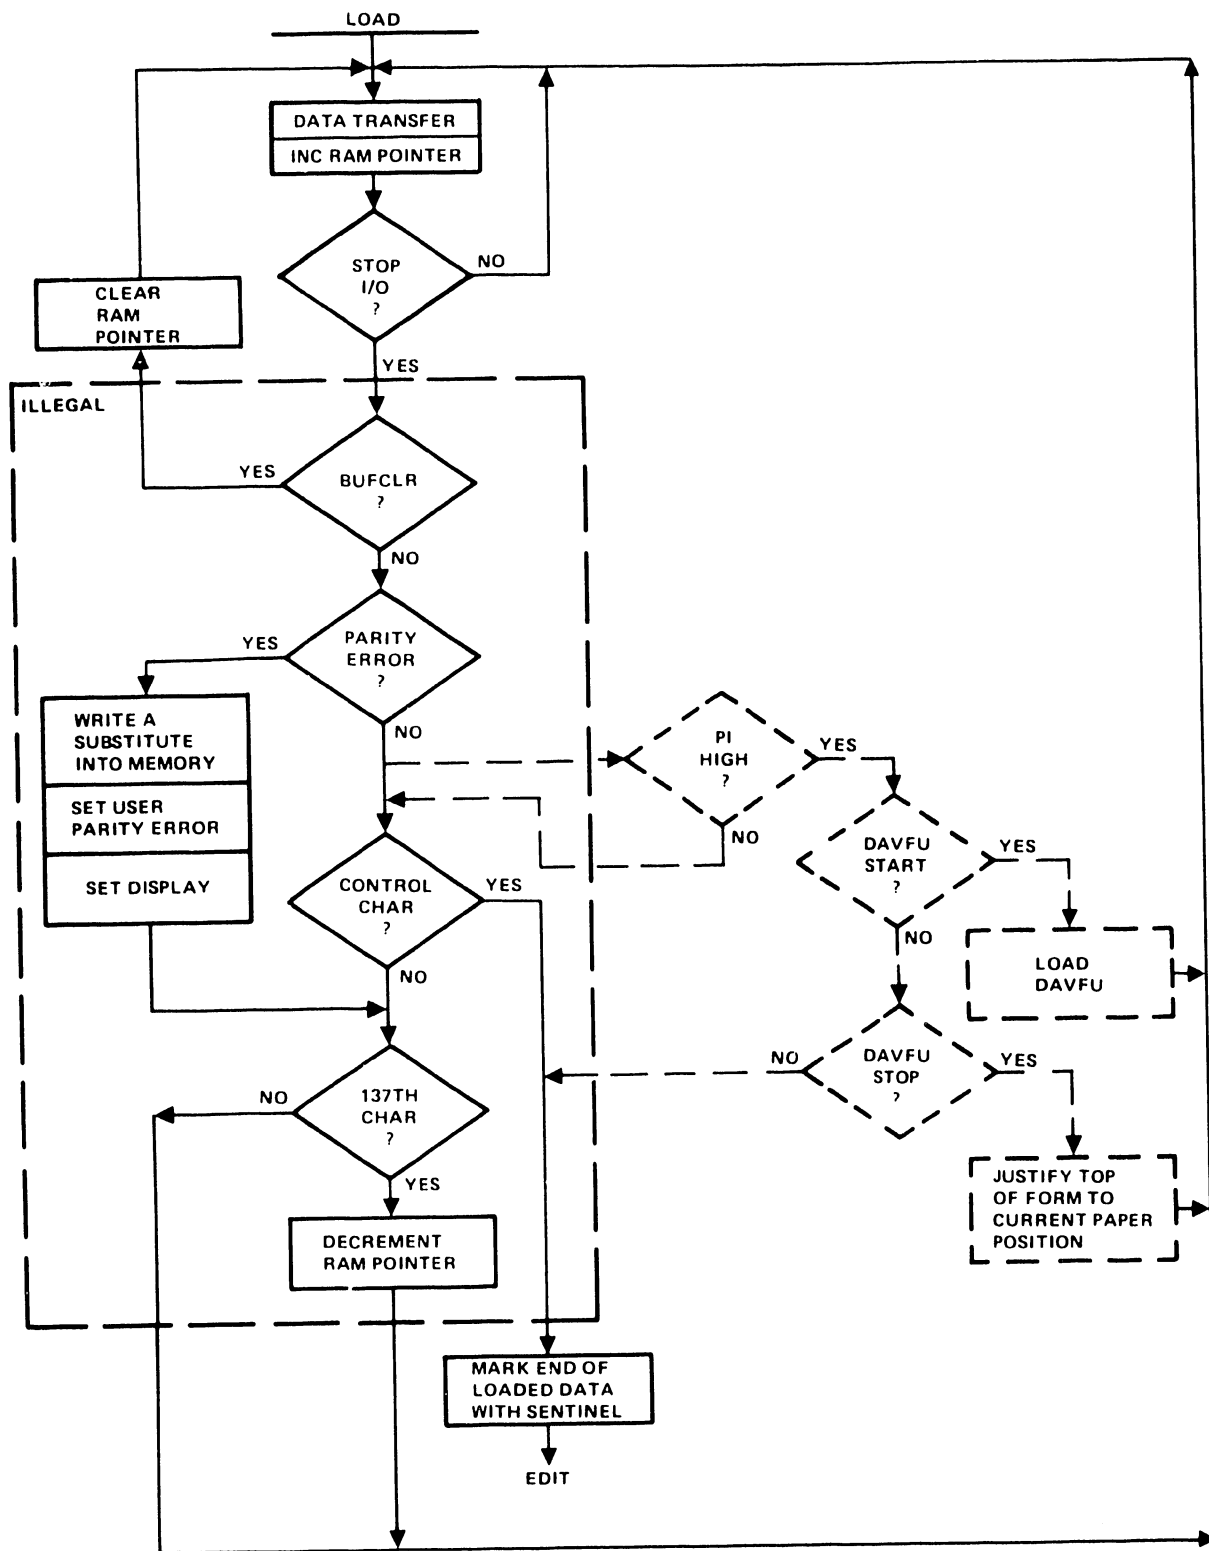 LOAD
DATA TRANSFER
INC RAM POINTER
STOP
I/O
?
NO
YES
CLEAR
RAM
POINTER
ILLEGAL
BUFCLR
?
YES
NO
PARITY
ERROR
?
YES
NO
WRITE A
SUBSTITUTE
INTO MEMORY
SET USER
PARITY ERROR
SET DISPLAY
PI
HIGH
?
YES
NO
DAVFU
START
?
YES
NO
LOAD
DAVFU
CONTROL
CHAR
?
YES
NO
DAVFU
STOP
?
NO
YES
JUSTIFY TOP
OF FORM TO
CURRENT PAPER
POSITION
137TH
CHAR
?
NO
YES
DECREMENT
RAM POINTER
MARK END OF
LOADED DATA
WITH SENTINEL
EDIT